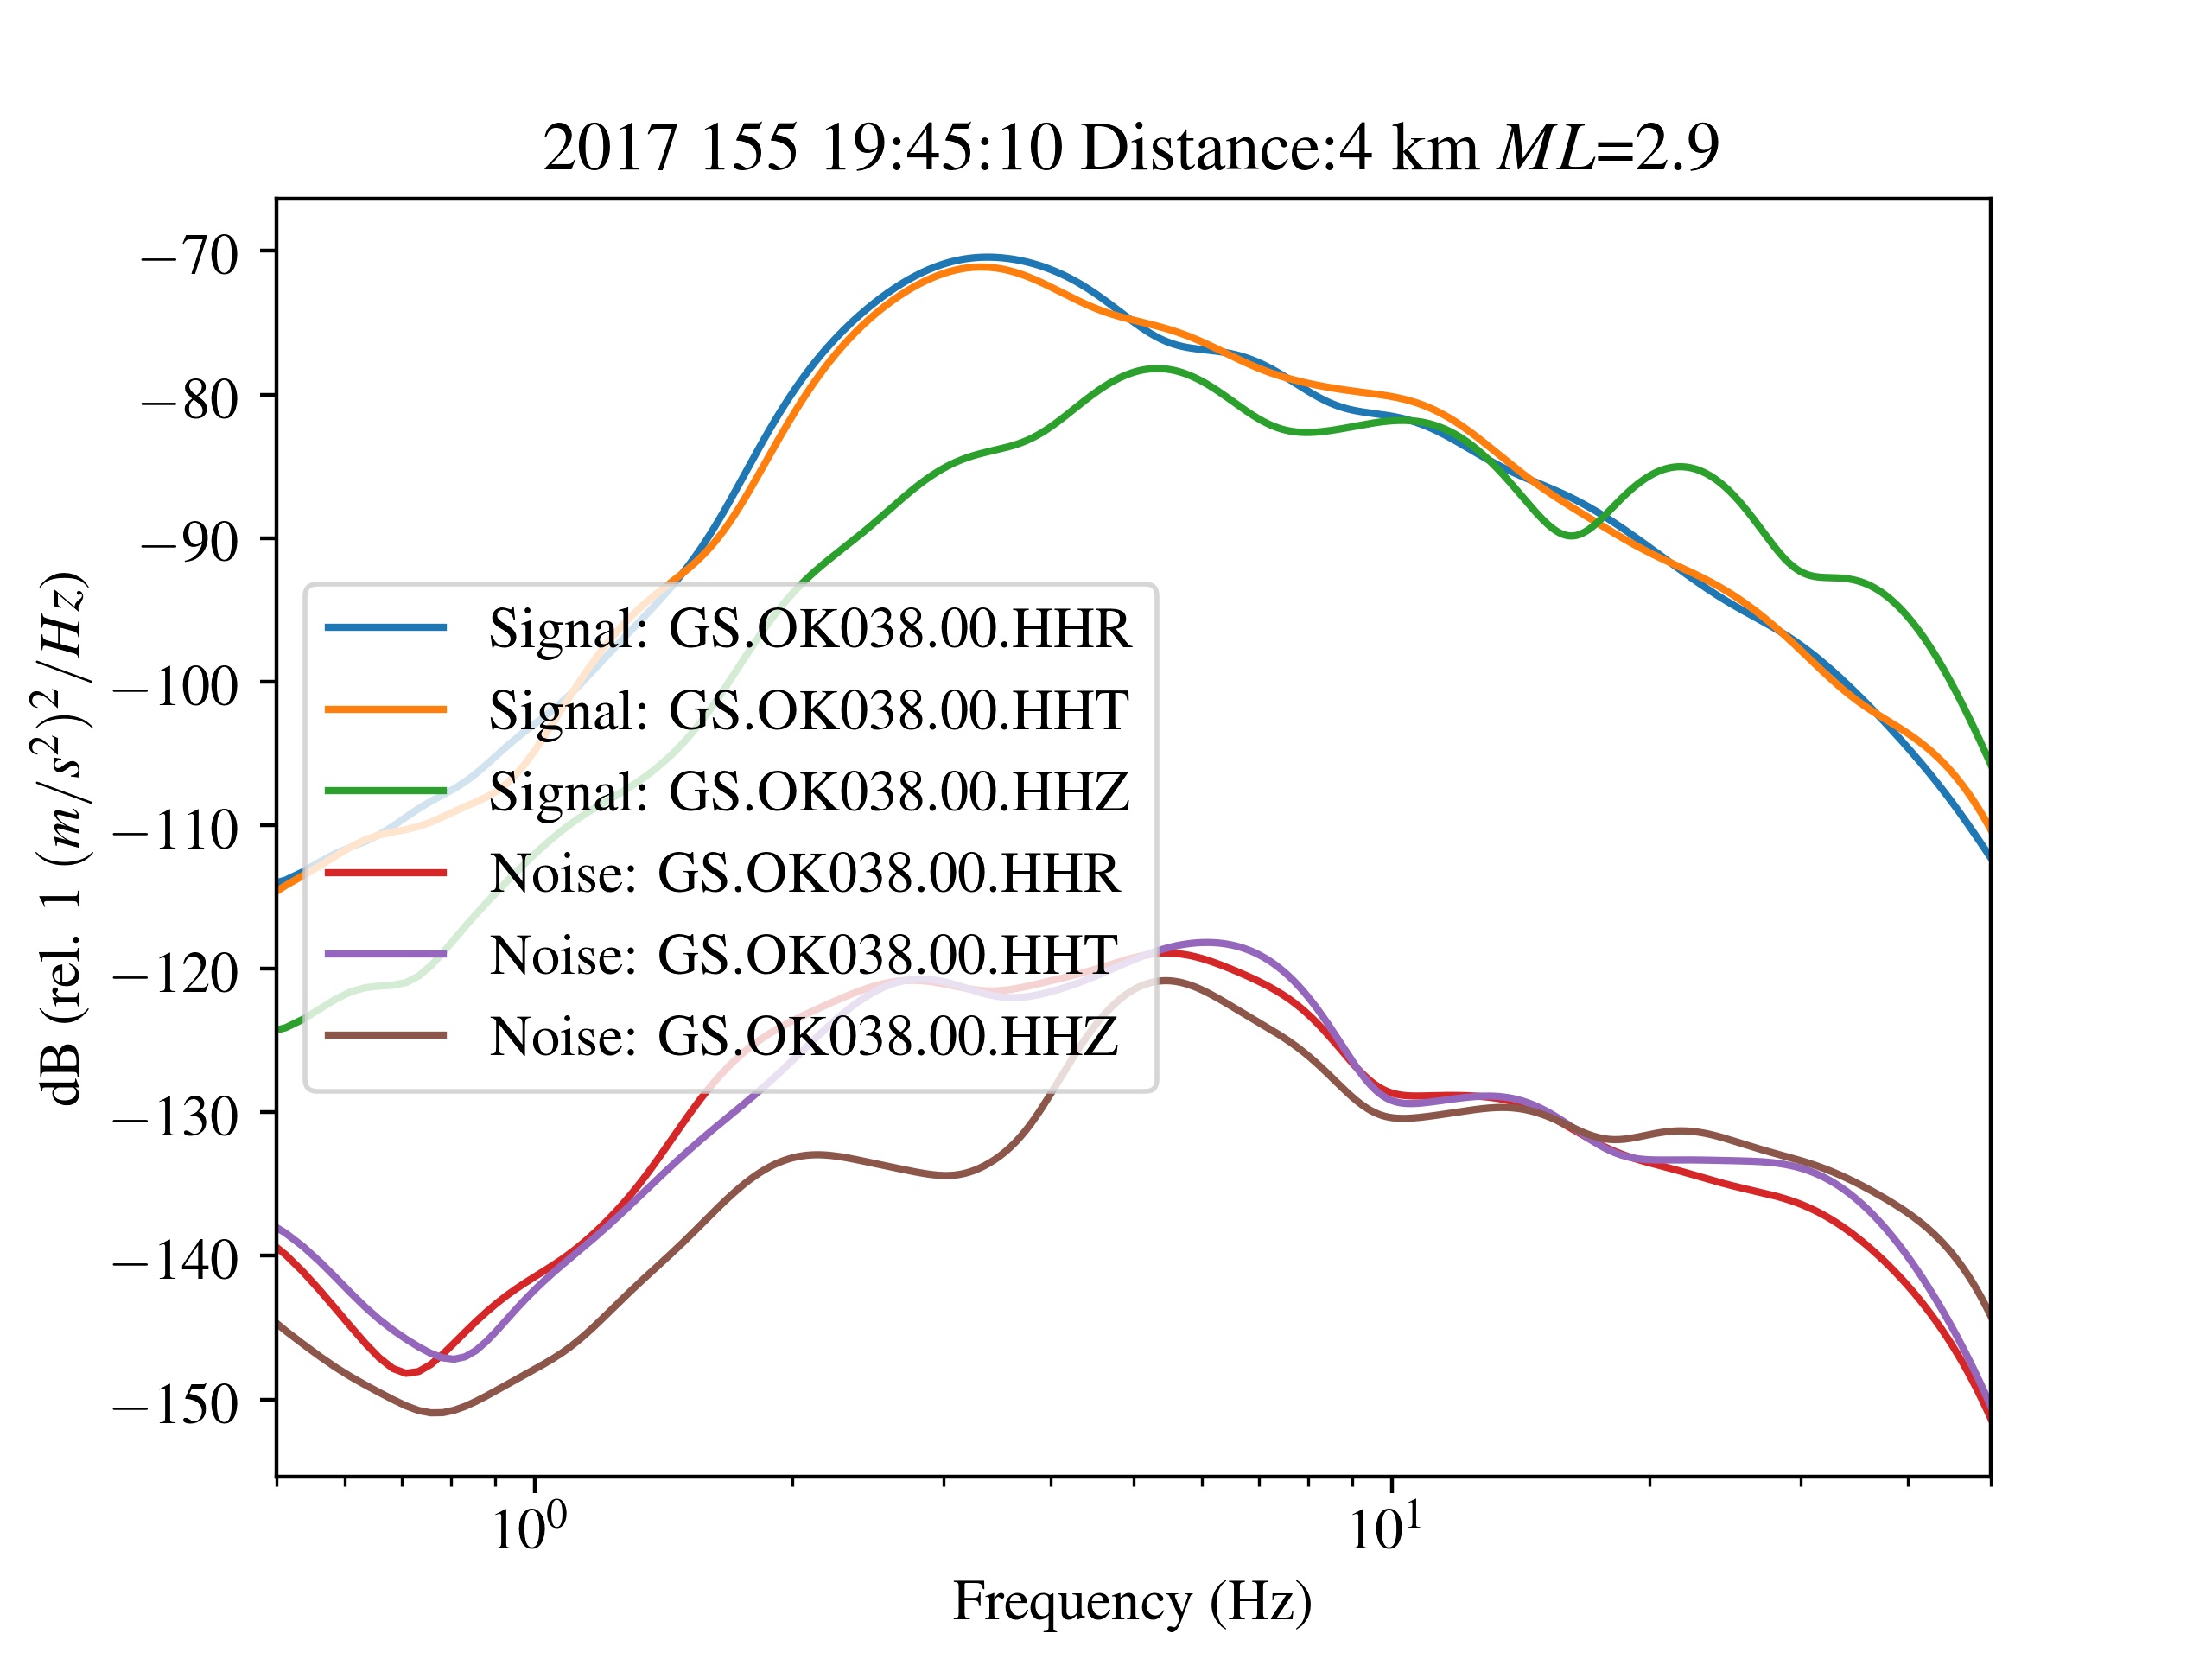 2017 155 19:45:10 Distance:4 km ML=2.9
dB (rel. 1 (m/s²)²/Hz)
−70
−80
−90
−100
−110
−120
−130
−140
−150
Signal: GS.OK038.00.HHR
Signal: GS.OK038.00.HHT
Signal: GS.OK038.00.HHZ
Noise: GS.OK038.00.HHR
Noise: GS.OK038.00.HHT
Noise: GS.OK038.00.HHZ
10⁰ 10¹
Frequency (Hz)